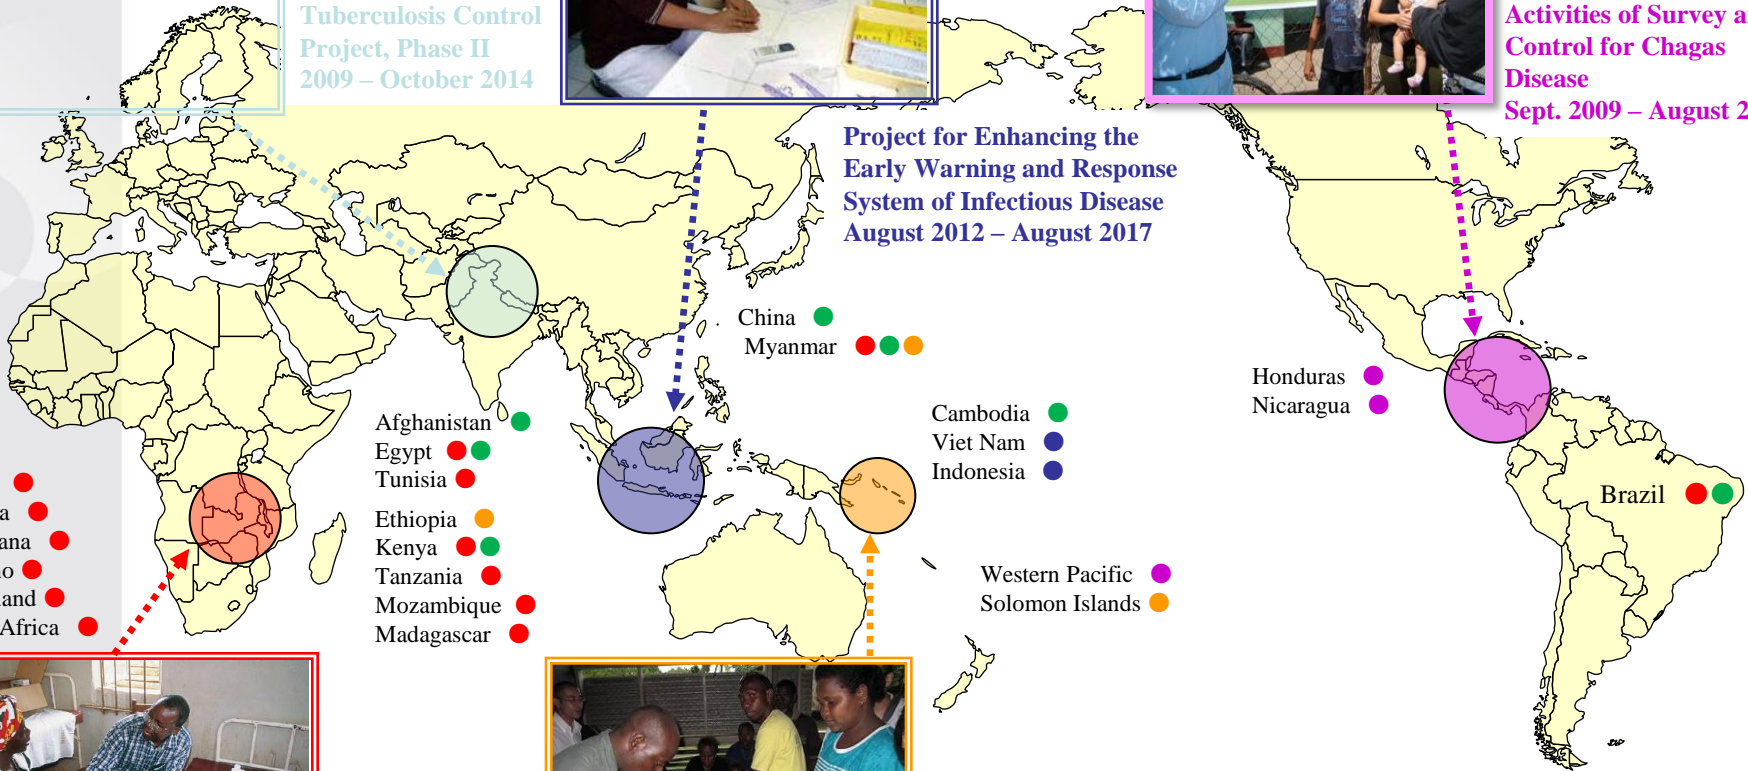 Tuberculosis Control
Project, Phase II
2009 – October 2014
Activities of Survey a
Control for Chagas
Disease
Sept. 2009 – August 2
Project for Enhancing the
Early Warning and Response
System of Infectious Disease
August 2012 – August 2017
China
Myanmar
Honduras
Nicaragua
Afghanistan
Egypt
Tunisia
Ethiopia
Kenya
Tanzania
Mozambique
Madagascar
Cambodia
Viet Nam
Indonesia
Western Pacific
Solomon Islands
Brazil
a
ana
o
land
Africa